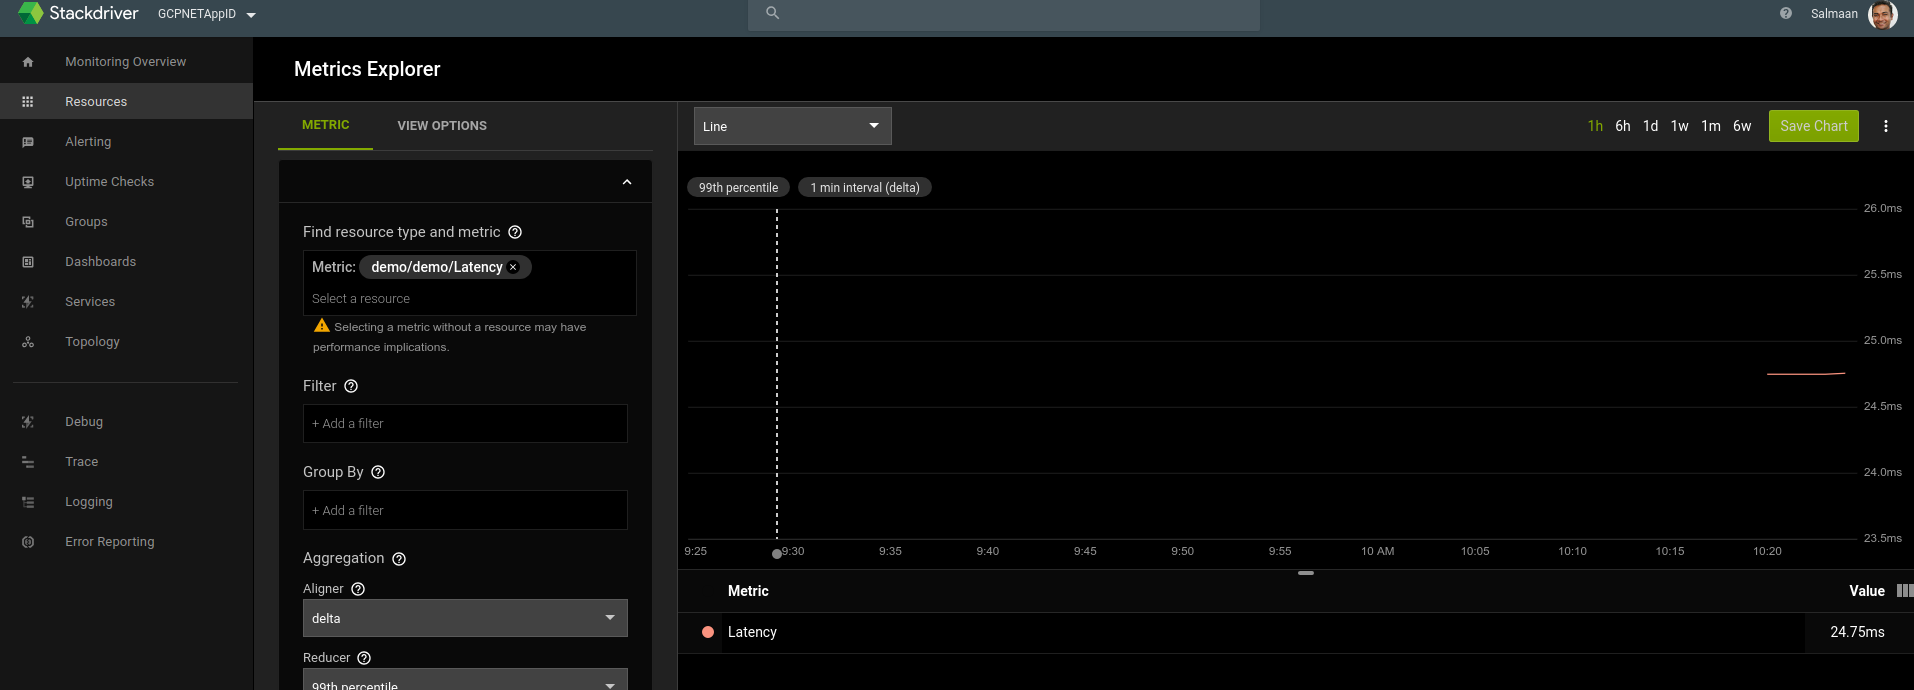 Stackdriver GCPNETAppID Salmaan
Monitoring Overview
Resources
Alerting
Uptime Checks
Groups
Dashboards
Services
Topology
Debug
Trace
Logging
Error Reporting
Metrics Explorer
METRIC VIEW OPTIONS
Find resource type and metric
Metric: demo/demo/Latency
Select a resource
Selecting a metric without a resource may have
performance implications.
Filter
+ Add a filter
Group By
+ Add a filter
Aggregation
Aligner
delta
Reducer
99th percentile
Line 1h 6h 1d 1w 1m 6w Save Chart
99th percentile 1 min interval (delta)
26.0ms
25.5ms
25.0ms
24.5ms
24.0ms
23.5ms
9:25 9:30 9:35 9:40 9:45 9:50 9:55 10 AM 10:05 10:10 10:15 10:20
Metric Value
Latency 24.75ms